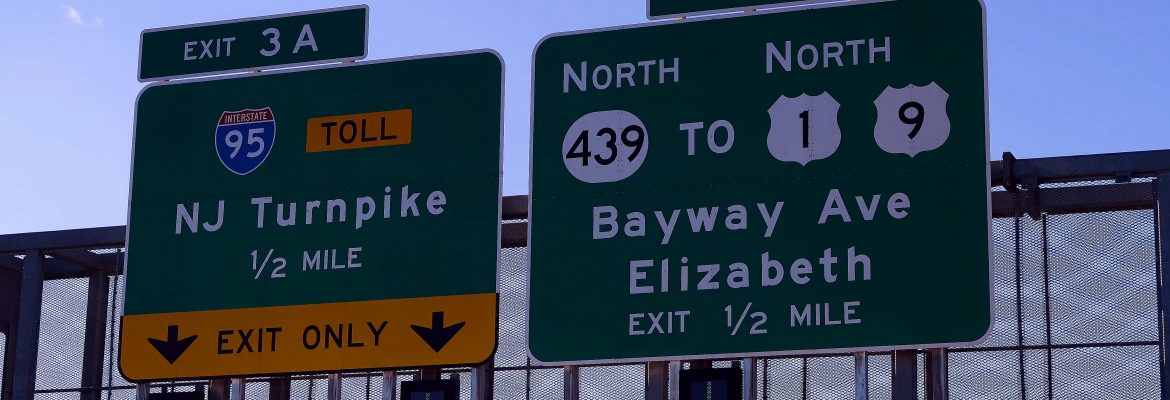 EXIT 3A
INTERSTATE
95
TOLL
NJ Turnpike
1/2 MILE
EXIT ONLY
NORTH
NORTH
439 TO 1 9
Bayway Ave
Elizabeth
EXIT 1/2 MILE